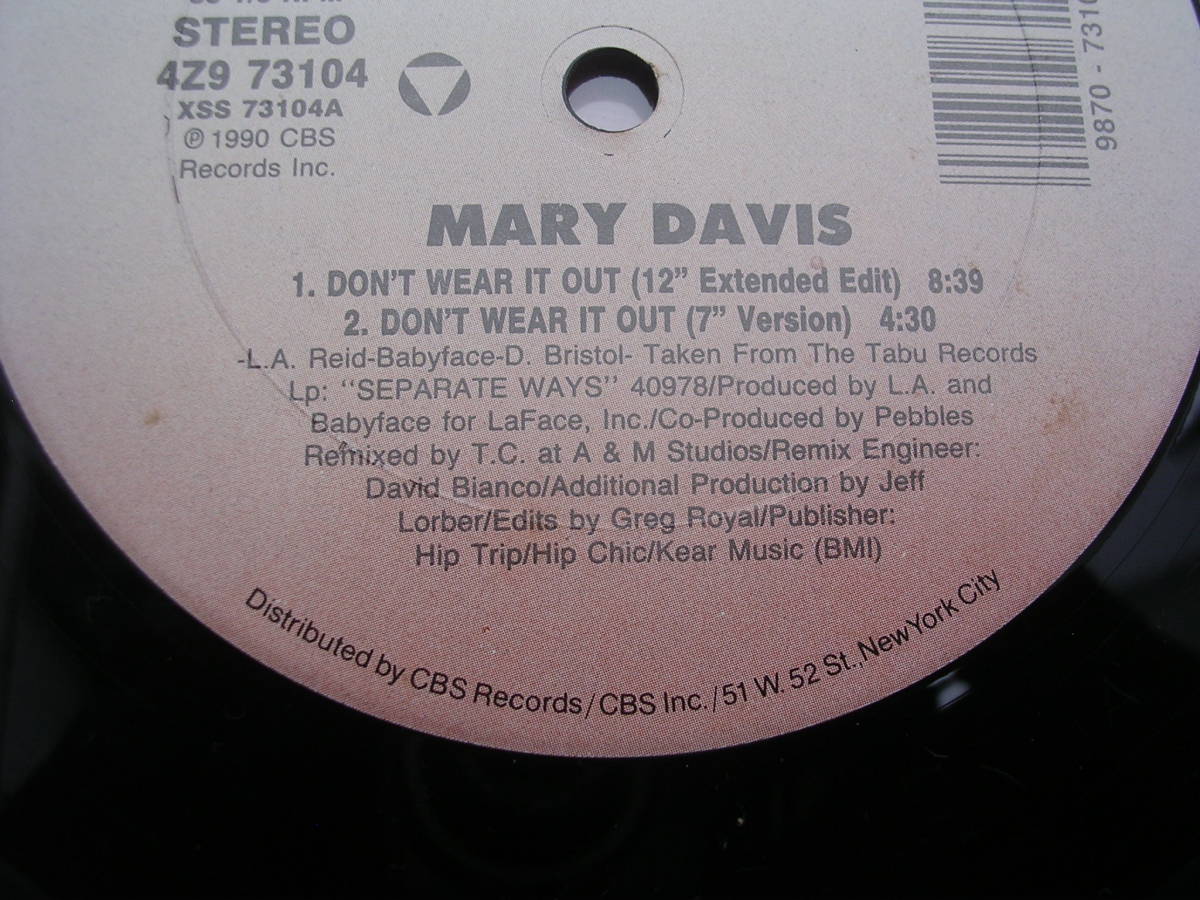 STEREO
4Z9 73104
XSS 73104A
℗ 1990 CBS
Records Inc.
9870 - 7310
MARY DAVIS
1. DON'T WEAR IT OUT (12” Extended Edit) 8:39
2. DON'T WEAR IT OUT (7” Version) 4:30
-L.A. Reid-Babyface-D. Bristol- Taken From The Tabu Records
Lp: “SEPARATE WAYS” 40978/Produced by L.A. and
Babyface for LaFace, Inc./Co-Produced by Pebbles
Remixed by T.C. at A & M Studios/Remix Engineer:
David Bianco/Additional Production by Jeff
Lorber/Edits by Greg Royal/Publisher:
Hip Trip/Hip Chic/Kear Music (BMI)
Distributed by CBS Records/CBS Inc./51 W. 52 St., New York City